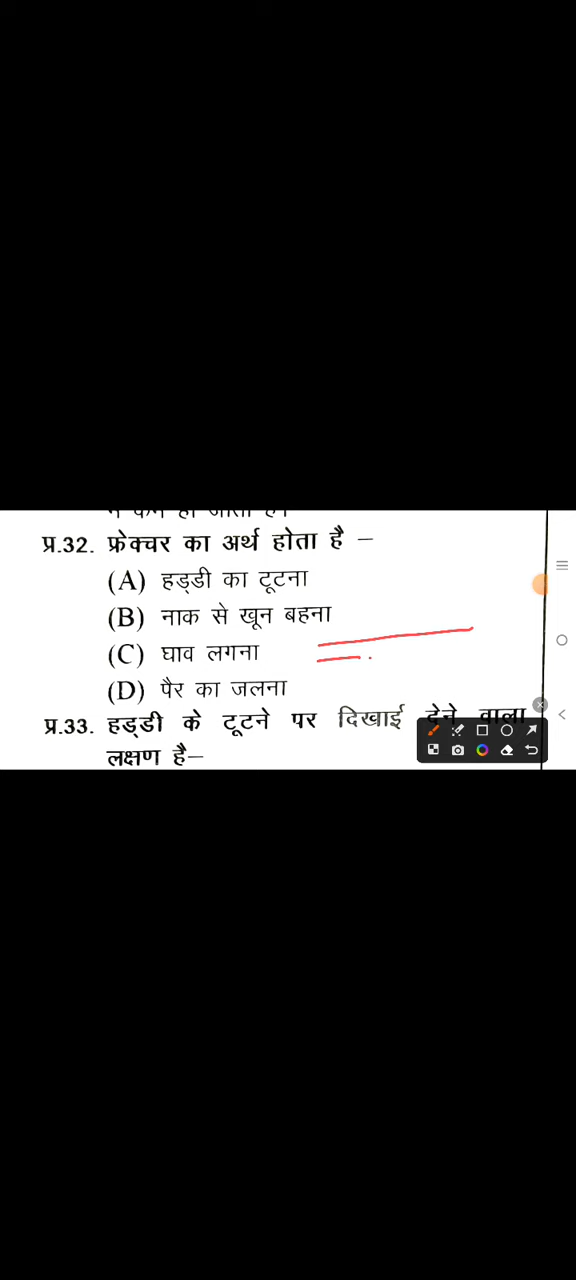 प्र.32. फ्रेक्चर का अर्थ होता है –
(A) हड्डी का टूटना
(B) नाक से खून बहना
(C) घाव लगना
(D) पैर का जलना
प्र.33. हड्डी के टूटने पर दिखाई देने वाला
लक्षण है–